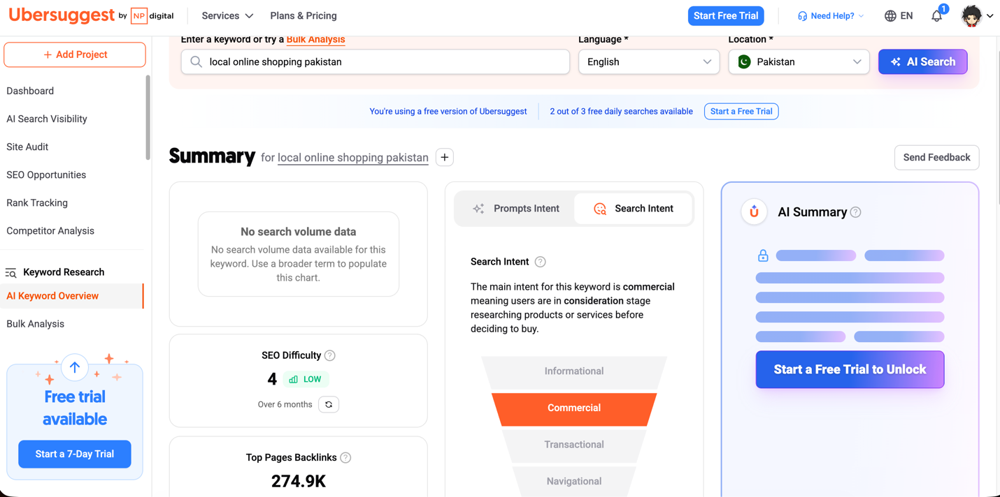 Ubersuggest by NP digital
Services
Plans & Pricing
Start Free Trial
Need Help?
EN
1
Add Project
Dashboard
AI Search Visibility
Site Audit
SEO Opportunities
Rank Tracking
Competitor Analysis
Keyword Research
AI Keyword Overview
Bulk Analysis
Free trial
available
Start a 7-Day Trial
Enter a keyword or try a Bulk Analysis
local online shopping pakistan
Language *
English
Location *
Pakistan
AI Search
You're using a free version of Ubersuggest
2 out of 3 free daily searches available
Start a Free Trial
Summary for local online shopping pakistan
+
Send Feedback
No search volume data
No search volume data available for this
keyword. Use a broader term to populate
this chart.
SEO Difficulty ?
4 LOW
Over 6 months
Top Pages Backlinks ?
274.9K
Prompts Intent
Search Intent
Search Intent ?
The main intent for this keyword is commercial
meaning users are in consideration stage
researching products or services before
deciding to buy.
Informational
Commercial
Transactional
Navigational
AI Summary ?
Start a Free Trial to Unlock